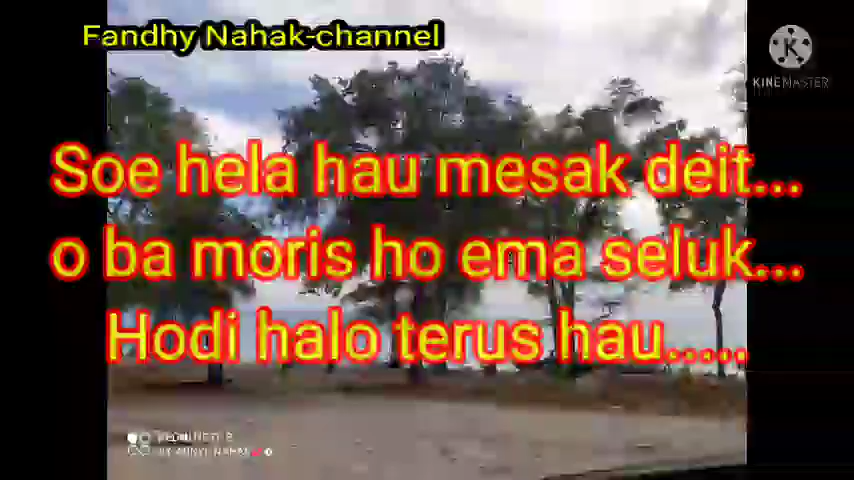 Fandhy Nahak-channel
KINEMASTER
Soe hela hau mesak deit...
o ba moris ho ema seluk...
Hodi halo terus hau.....